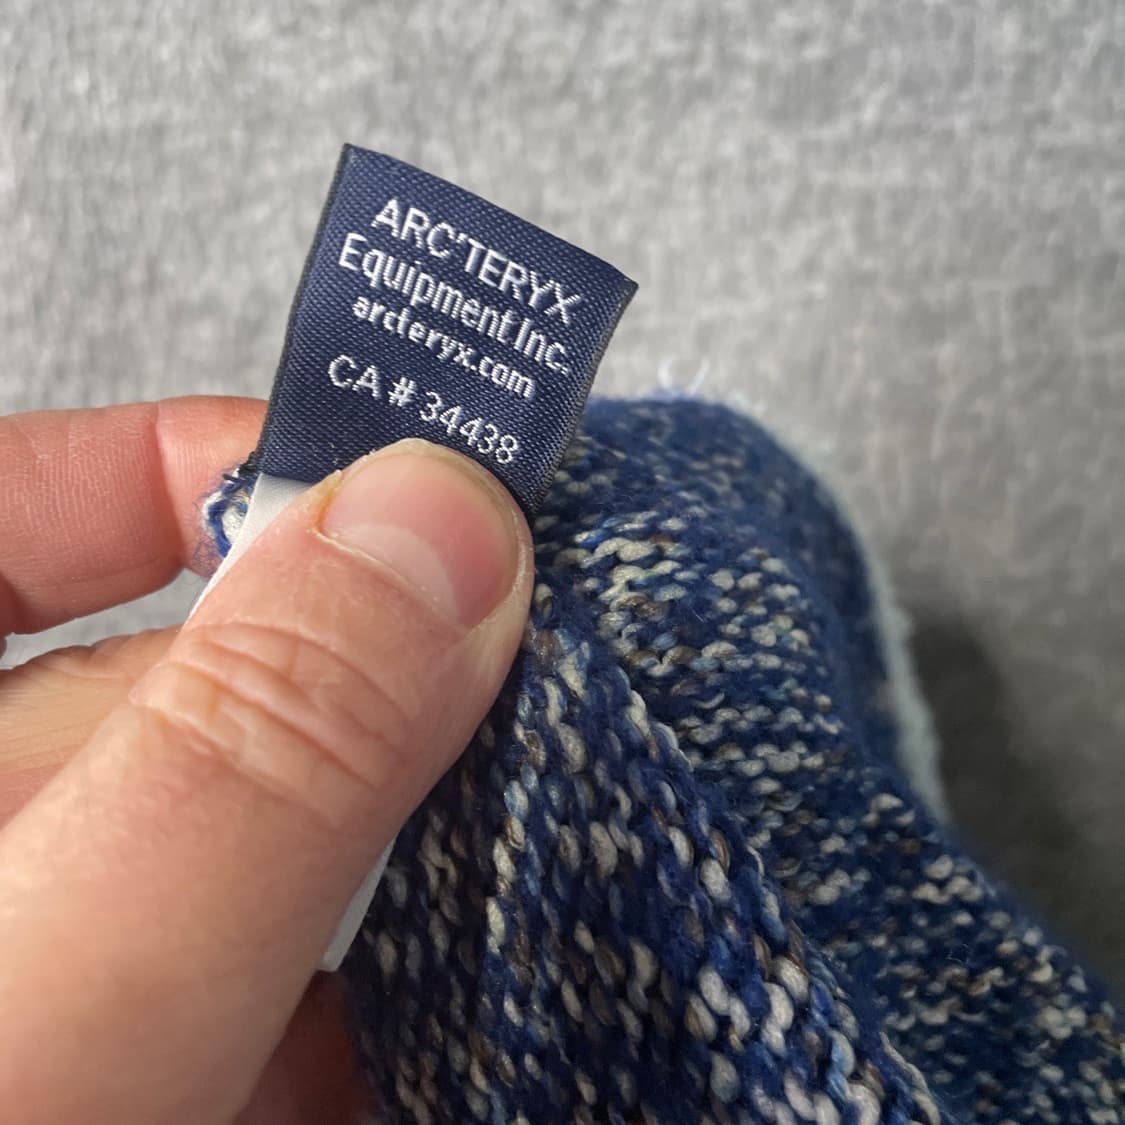 ARC'TERYX
Equipment Inc.
arcteryx.com
CA # 34438